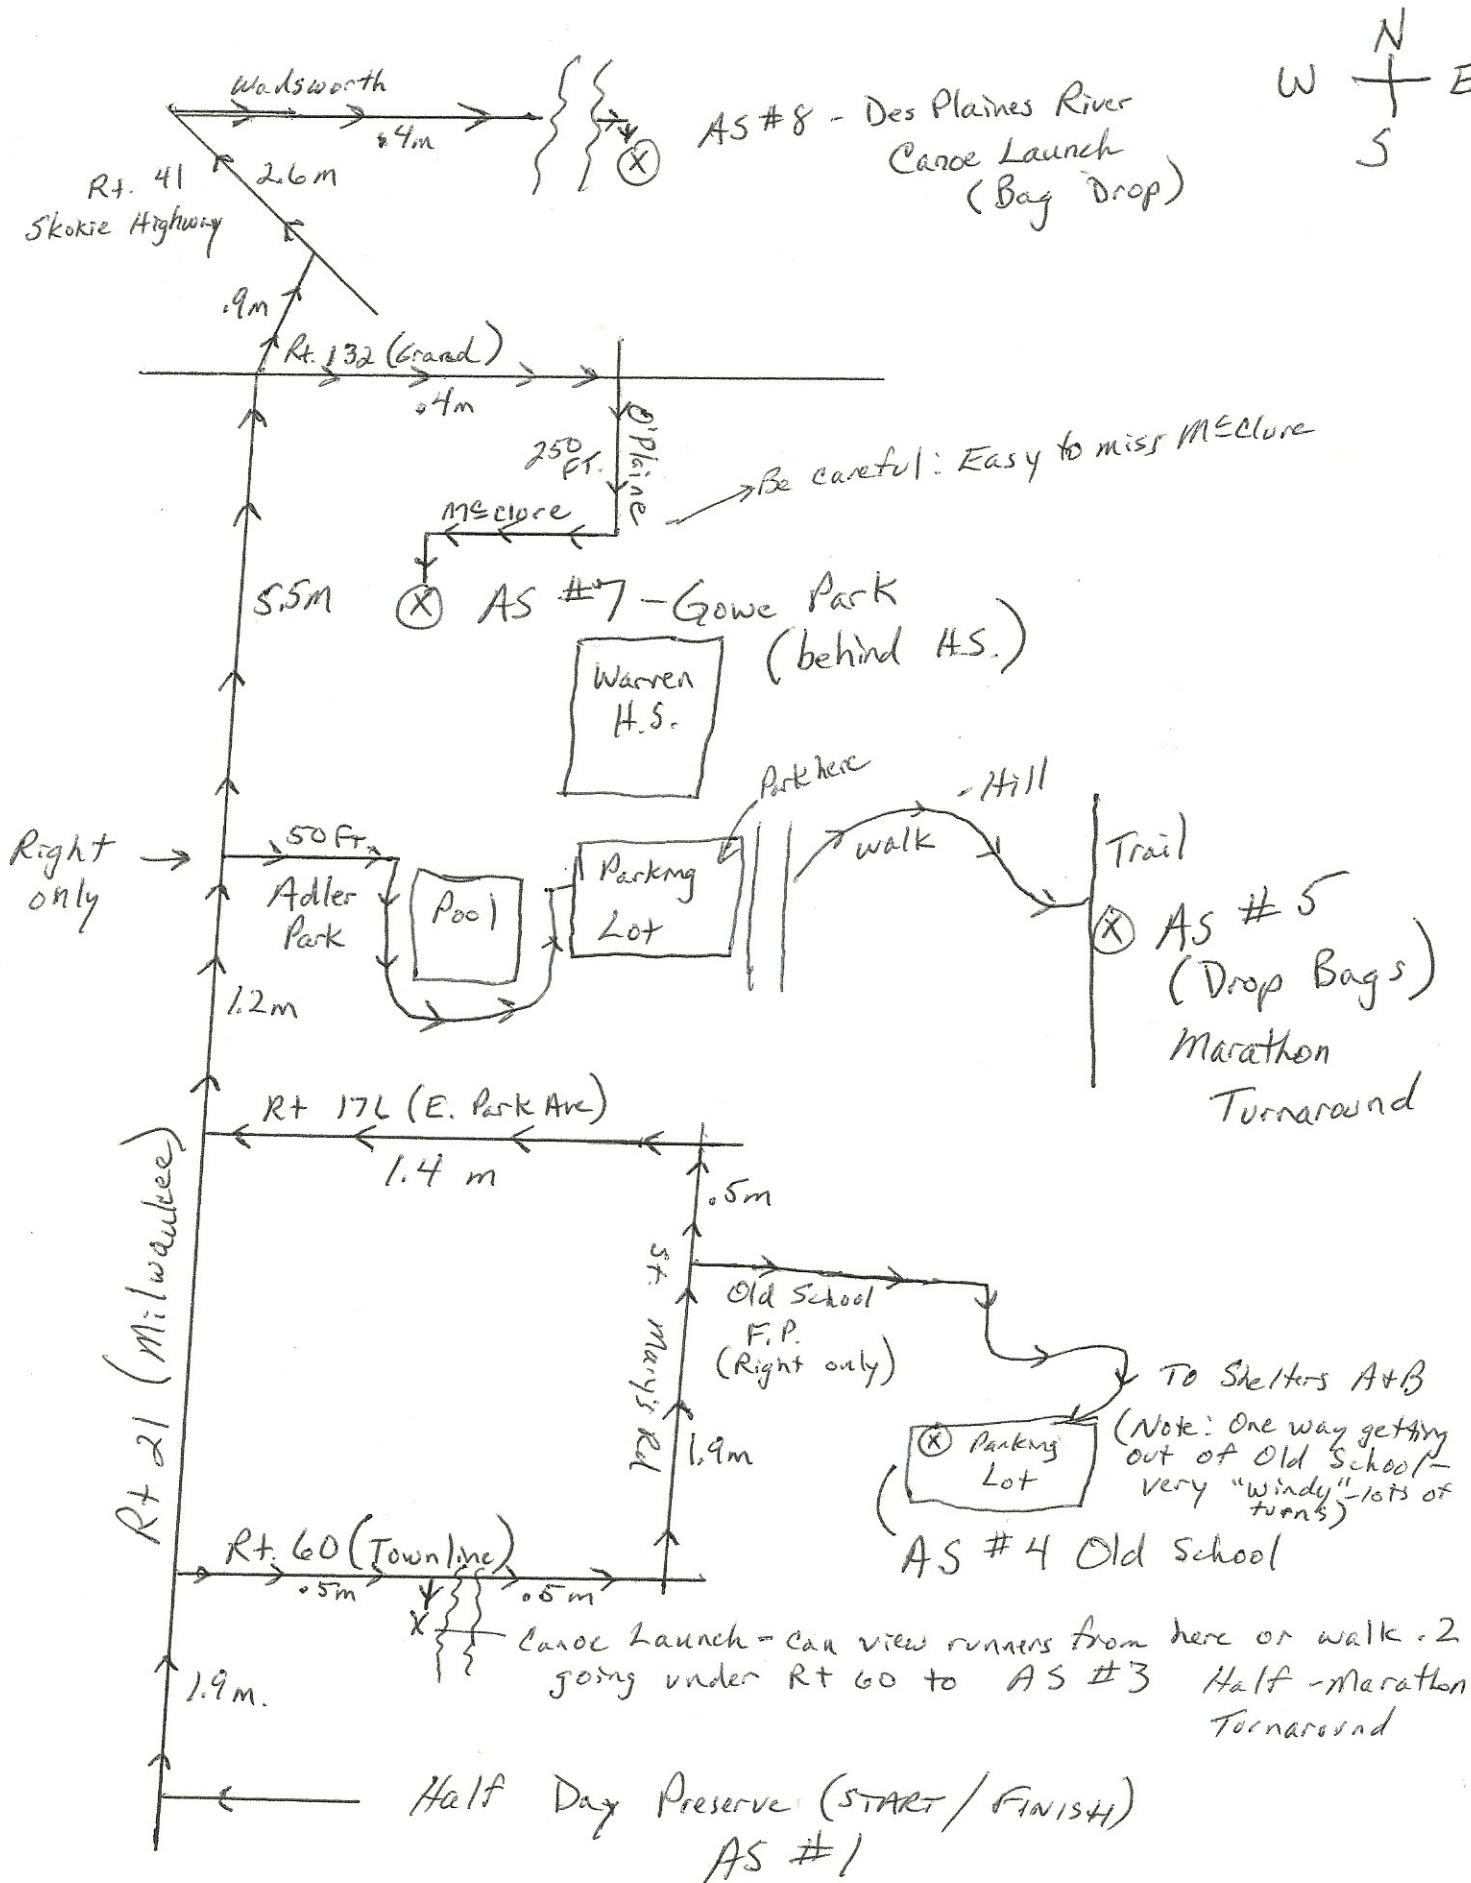 N
W E
S
Wadsworth
.4m
AS #8 - Des Plaines River
Canoe Launch
(Bag Drop)
Rt. 41
Skokie Highway
2.6m
.9m
Rt. 132 (Grand)
.4m
O'Plaine
250
FT.
McClure
Be careful: Easy to miss McClure
5.5m
X AS #7 - Gowe Park
(behind H.S.)
Warren
H.S.
Park here
- Hill
walk
Trail
Right
only
50 Ft.
Adler
Park
Pool
Parking
Lot
X AS #5
(Drop Bags)
Marathon
Turnaround
1.2m
Rt 176 (E. Park Ave)
1.4 m
.5m
Rt 21 (Milwaukee)
St. Mary's Rd
Old School
F.P.
(Right only)
1.9m
To Shelters A+B
(Note: One way getting
out of Old School -
very "windy" - lots of
turns)
X Parking
Lot
AS #4 Old School
Rt. 60 (Townline)
.5m .5m
X
Canoe Launch - can view runners from here or walk .2
going under Rt 60 to AS #3 Half-Marathon
Turnaround
1.9m.
Half Day Preserve (START / FINISH)
AS #1